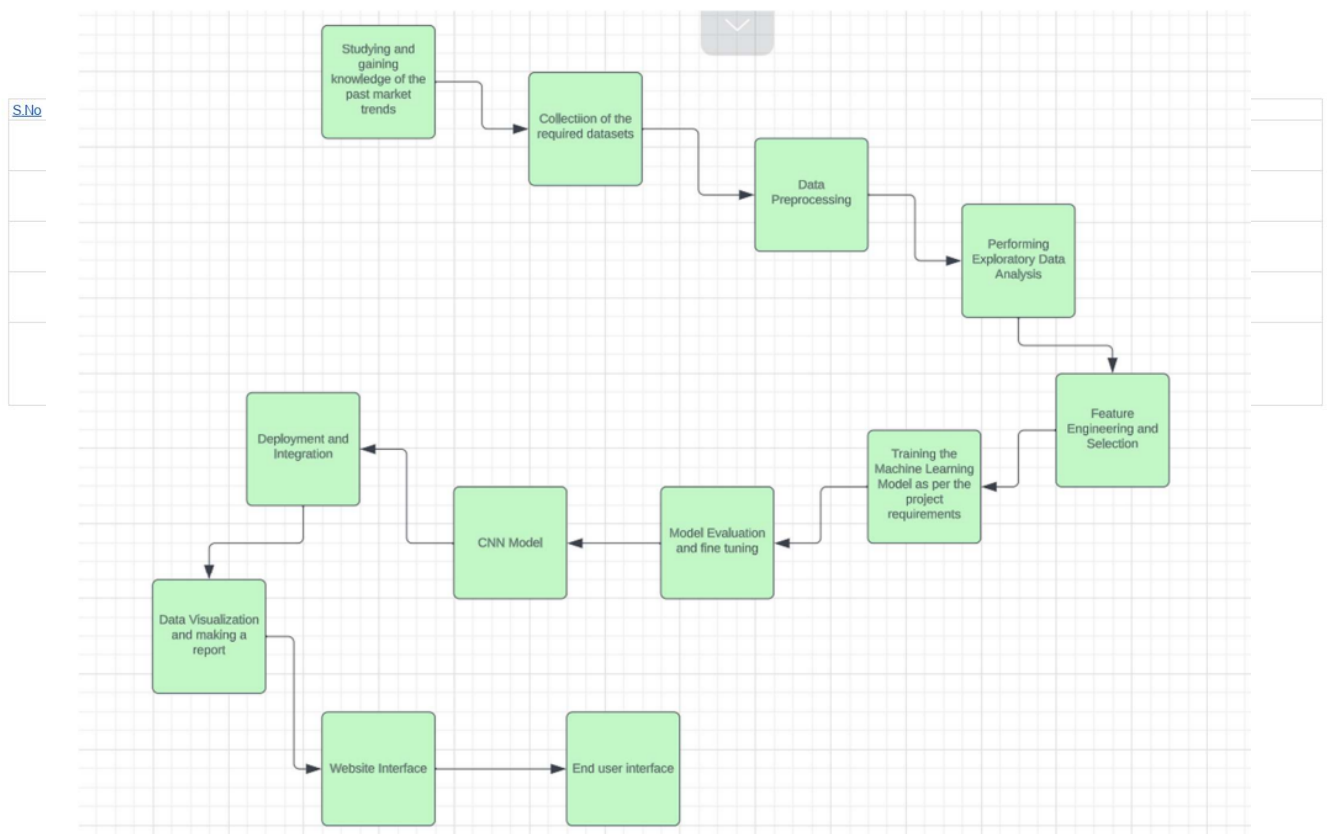 S.No
Studying and
gaining
knowledge of the
past market
trends
Collectiion of the
required datasets
Data
Preprocessing
Performing
Exploratory Data
Analysis
Feature
Engineering and
Selection
Training the
Machine Learning
Model as per the
project
requirements
Model Evaluation
and fine tuning
CNN Model
Deployment and
Integration
Data Visualization
and making a
report
Website Interface
End user interface